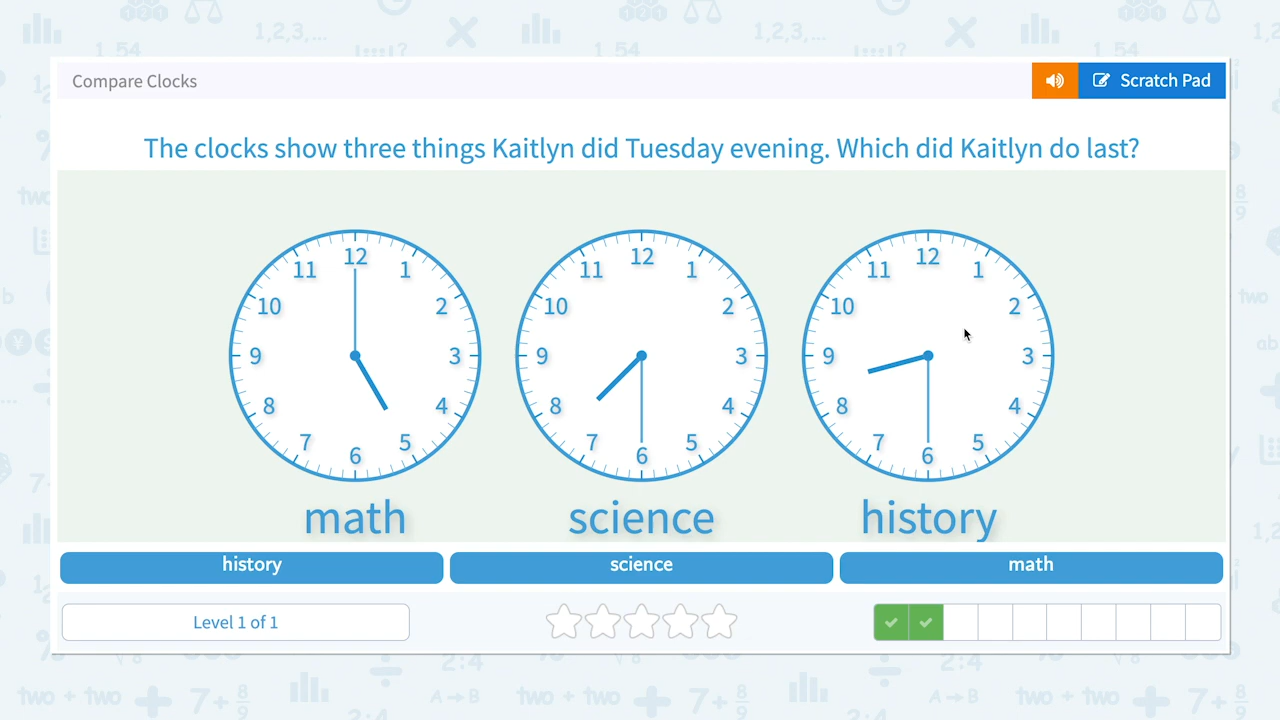 Compare Clocks
Scratch Pad
The clocks show three things Kaitlyn did Tuesday evening. Which did Kaitlyn do last?
12 1 2 3 4 5 6 7 8 9 10 11
12 1 2 3 4 5 6 7 8 9 10 11
12 1 2 3 4 5 6 7 8 9 10 11
math science history
history science math
Level 1 of 1